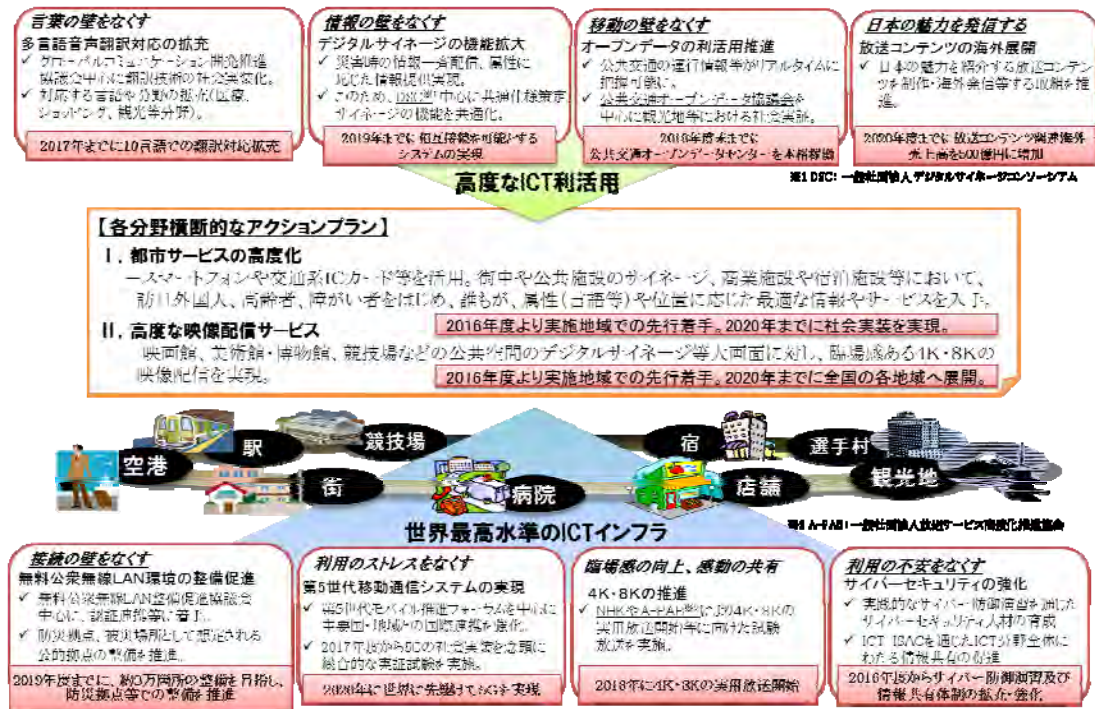 言葉の壁をなくす
多言語音声翻訳対応の拡充
✓ グローバルコミュニケーション開発推進
協議会中心に翻訳技術の社会実装化。
✓ 対応する言語や分野の拡充(医療、
ショッピング、観光等分野)。
2017年までに10言語での翻訳対応拡充
情報の壁をなくす
デジタルサイネージの機能拡大
✓ 災害時の情報一斉配信、属性に
応じた情報提供実現。
✓ このため、DSC※1中心に共通仕様策定、
サイネージの機能を共通化。
2019年までに相互接続を可能とする
システムの実現
移動の壁をなくす
オープンデータの利活用推進
✓ 公共交通の運行情報等がリアルタイムに
把握可能に。
✓ 公共交通オープンデータ協議会を
中心に観光地等における社会実証。
2018年度末までに
公共交通オープンデータセンターを本格稼働
日本の魅力を発信する
放送コンテンツの海外展開
✓ 日本の魅力を紹介する放送コンテン
ツを制作・海外発信等する取組を推
進。
2020年度までに放送コンテンツ関連海外
売上高を500億円に増加
高度なICT利活用
※1 DSC:一般社団法人デジタルサイネージコンソーシアム
【各分野横断的なアクションプラン】
Ⅰ.都市サービスの高度化
―スマートフォンや交通系ICカード等を活用。街中や公共施設のサイネージ、商業施設や宿泊施設等において、
訪日外国人、高齢者、障がい者をはじめ、誰もが、属性(言語等)や位置に応じた最適な情報やサービスを入手。
2016年度より実施地域での先行着手。2020年までに社会実装を実現。
Ⅱ.高度な映像配信サービス
映画館、美術館・博物館、競技場などの公共空間のデジタルサイネージ等大画面に対し、臨場感ある4K・8Kの
映像配信を実現。
2016年度より実施地域での先行着手。2020年までに全国の各地域へ展開。
空港
駅
競技場
街
病院
宿
店舗
選手村
観光地
世界最高水準のICTインフラ
※2 A-PAB:一般社団法人放送サービス高度化推進協会
接続の壁をなくす
無料公衆無線LAN環境の整備促進
✓ 無料公衆無線LAN整備促進協議会
中心に、認証連携等に着手。
✓ 防災拠点、被災場所として想定される
公的拠点の整備を推進。
2019年度までに、約3万箇所の整備を目指し、
防災拠点等での整備を推進
利用のストレスをなくす
第5世代移動通信システムの実現
✓ 第5世代モバイル推進フォーラムを中心に
主要国・地域との国際連携を強化。
✓ 2017年度から5Gの社会実装を念頭に
総合的な実証試験を実施。
2020年に世界に先駆けて5Gを実現
臨場感の向上、感動の共有
4K・8Kの推進
✓ NHKやA-PAB※2により4K・8Kの
実用放送開始等に向けた試験
放送を実施。
2018年に4K・8Kの実用放送開始
利用の不安をなくす
サイバーセキュリティの強化
✓ 実践的なサイバー防御演習を通じた
サイバーセキュリティ人材の育成
✓ ICT-ISACを通じたICT分野全体に
わたる情報共有の促進
2016年度からサイバー防御演習及び
情報共有体制の拡充・強化